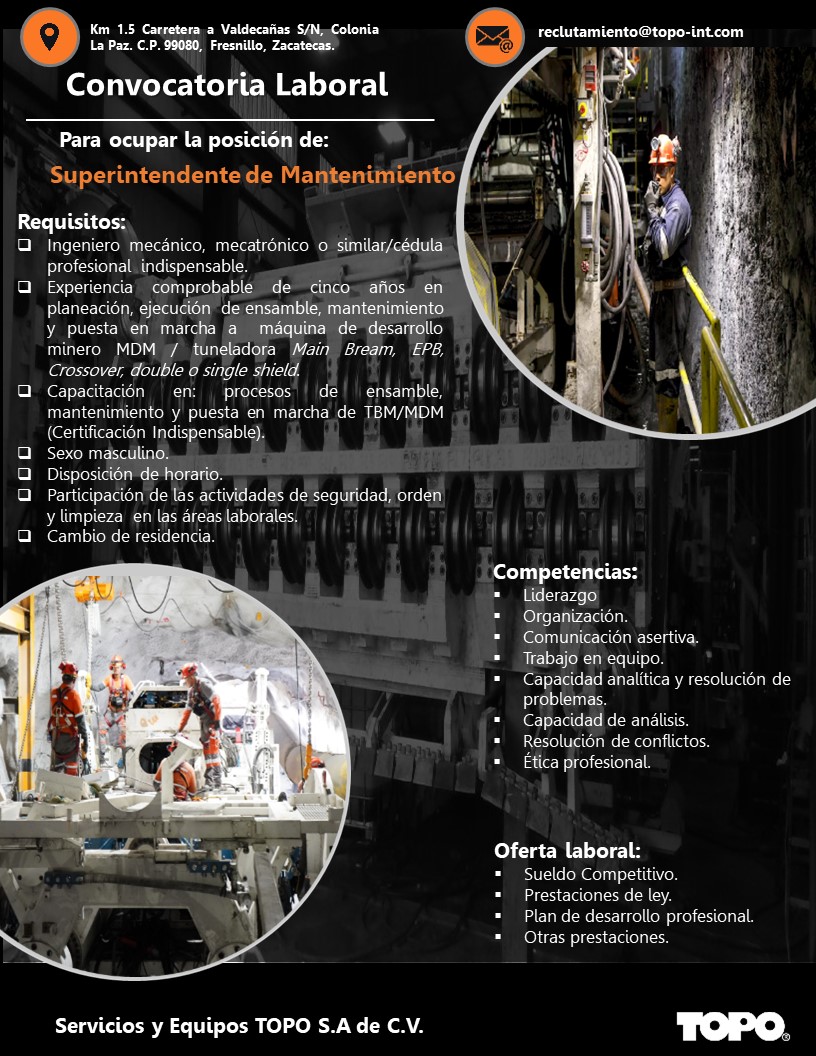 Km 1.5 Carretera a Valdecañas S/N, Colonia
La Paz. C.P. 99080, Fresnillo, Zacatecas.
reclutamiento@topo-int.com
Convocatoria Laboral
Para ocupar la posición de:
Superintendente de Mantenimiento
Requisitos:
Ingeniero mecánico, mecatrónico o similar/cédula
profesional indispensable.
Experiencia comprobable de cinco años en
planeación, ejecución de ensamble, mantenimiento
y puesta en marcha a máquina de desarrollo
minero MDM / tuneladora Main Bream, EPB,
Crossover, double o single shield.
Capacitación en: procesos de ensamble,
mantenimiento y puesta en marcha de TBM/MDM
(Certificación Indispensable).
Sexo masculino.
Disposición de horario.
Participación de las actividades de seguridad, orden
y limpieza en las áreas laborales.
Cambio de residencia.
Competencias:
Liderazgo
Organización.
Comunicación asertiva.
Trabajo en equipo.
Capacidad analítica y resolución de
problemas.
Capacidad de análisis.
Resolución de conflictos.
Ética profesional.
Oferta laboral:
Sueldo Competitivo.
Prestaciones de ley.
Plan de desarrollo profesional.
Otras prestaciones.
Servicios y Equipos TOPO S.A de C.V.
TOPO®